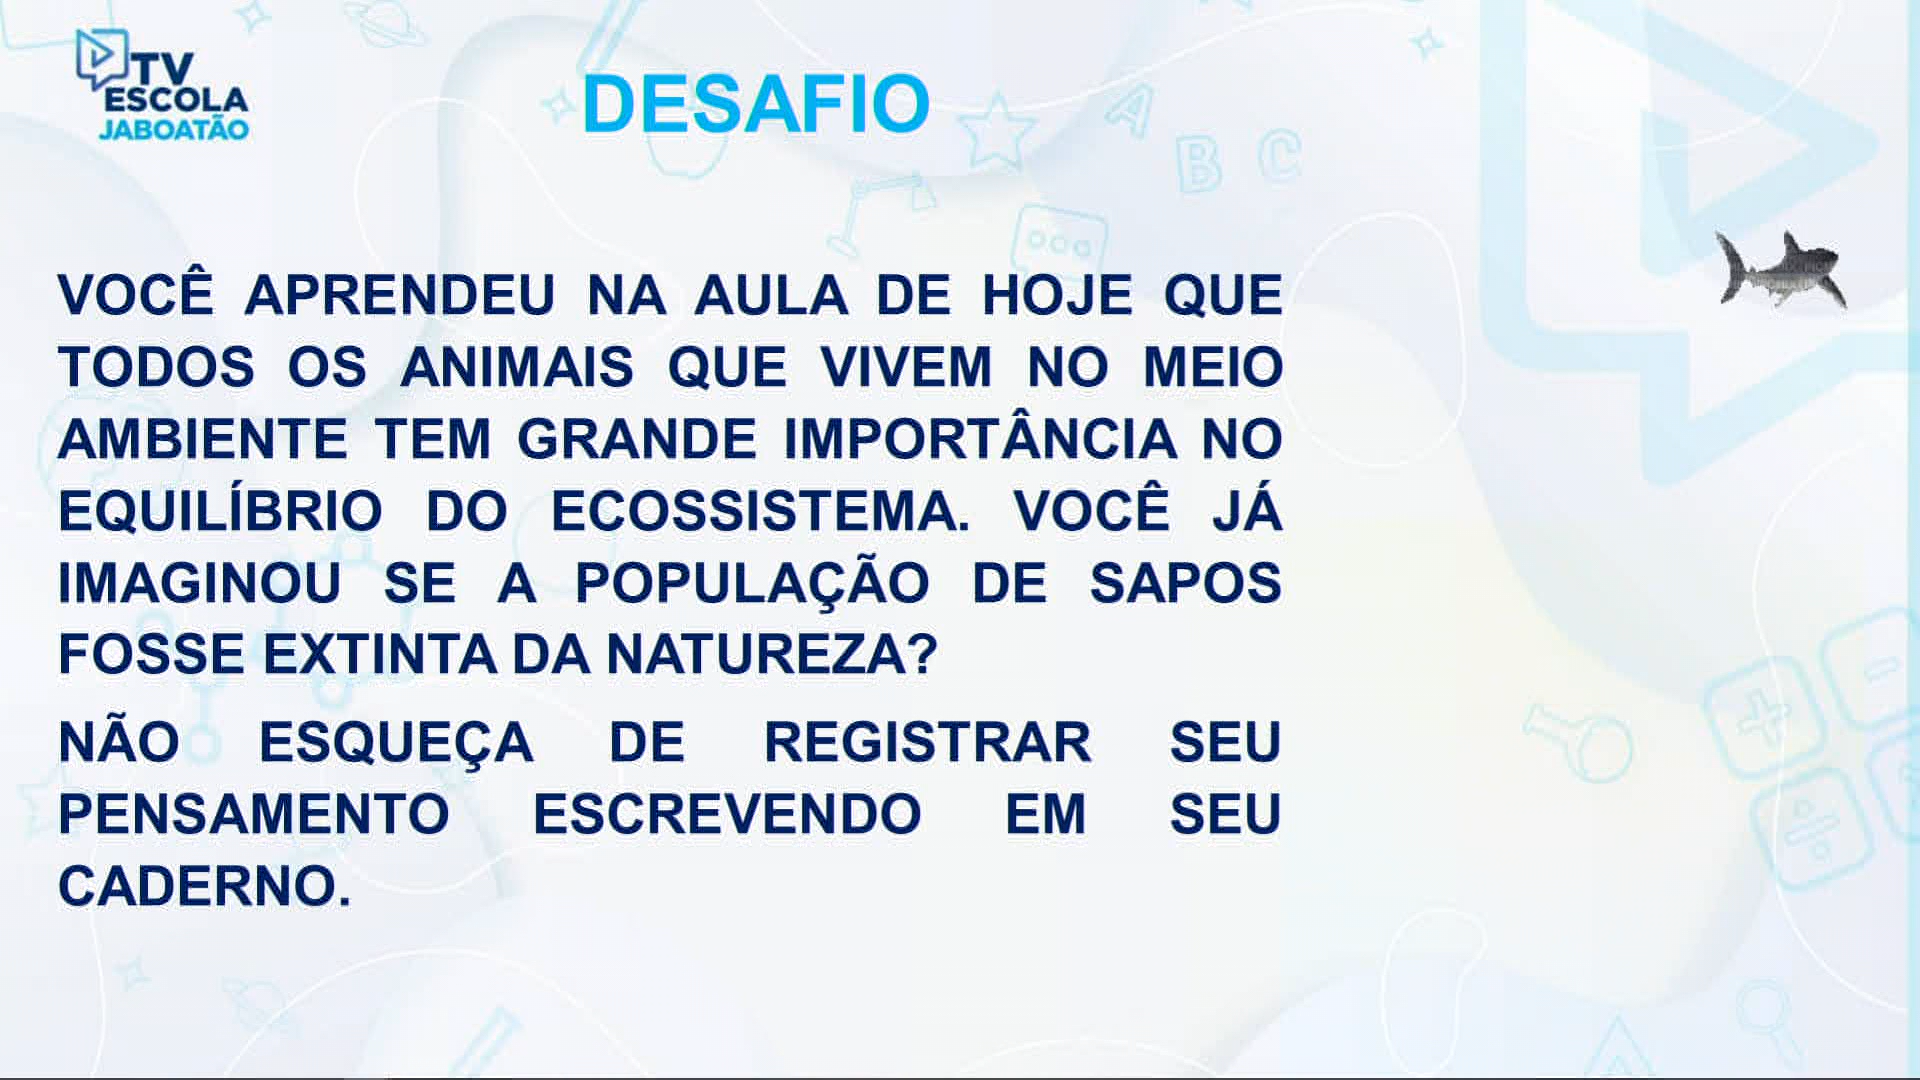 TV
ESCOLA
JABOATÃO
DESAFIO
A
B C
VOCÊ APRENDEU NA AULA DE HOJE QUE
TODOS OS ANIMAIS QUE VIVEM NO MEIO
AMBIENTE TEM GRANDE IMPORTÂNCIA NO
EQUILÍBRIO DO ECOSSISTEMA. VOCÊ JÁ
IMAGINOU SE A POPULAÇÃO DE SAPOS
FOSSE EXTINTA DA NATUREZA?
NÃO ESQUEÇA DE REGISTRAR SEU
PENSAMENTO ESCREVENDO EM SEU
CADERNO.